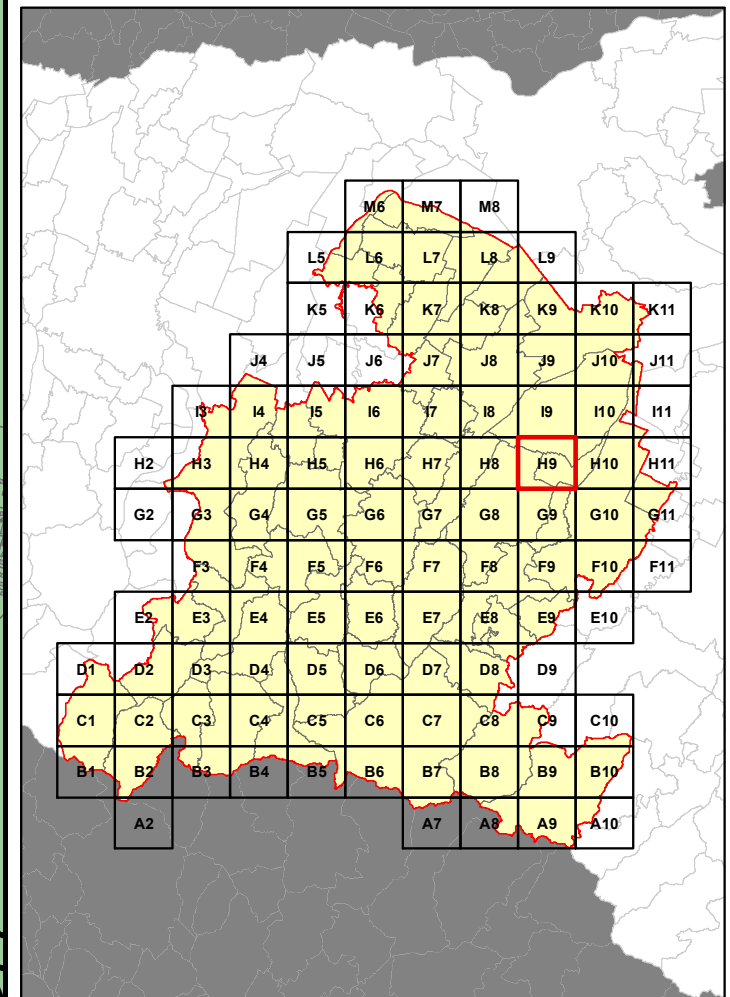 M6 M7 M8
L5 L6 L7 L8 L9
K5 K6 K7 K8 K9 K10 K11
J4 J5 J6 J7 J8 J9 J10 J11
I3 I4 I5 I6 I7 I8 I9 I10 I11
H2 H3 H4 H5 H6 H7 H8 H9 H10 H11
G2 G3 G4 G5 G6 G7 G8 G9 G10 G11
F3 F4 F5 F6 F7 F8 F9 F10 F11
E2 E3 E4 E5 E6 E7 E8 E9 E10
D1 D2 D3 D4 D5 D6 D7 D8 D9
C1 C2 C3 C4 C5 C6 C7 C8 C9 C10
B1 B2 B3 B4 B5 B6 B7 B8 B9 B10
A2 A7 A8 A9 A10